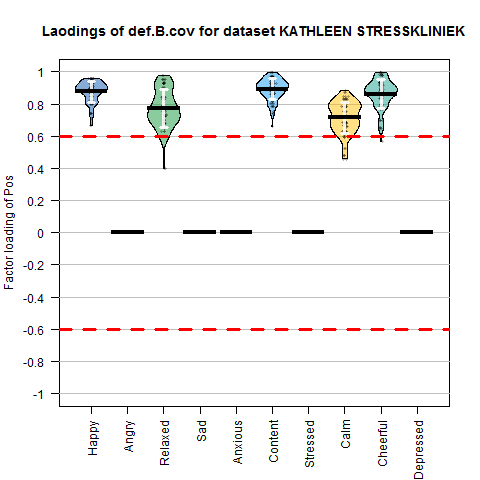 Laodings of def.B.cov for dataset KATHLEEN STRESSKLINIEK
Factor loading of Pos
1
0.8
0.6
0.4
0.2
0
-0.2
-0.4
-0.6
-0.8
-1
Happy
Angry
Relaxed
Sad
Anxious
Content
Stressed
Calm
Cheerful
Depressed